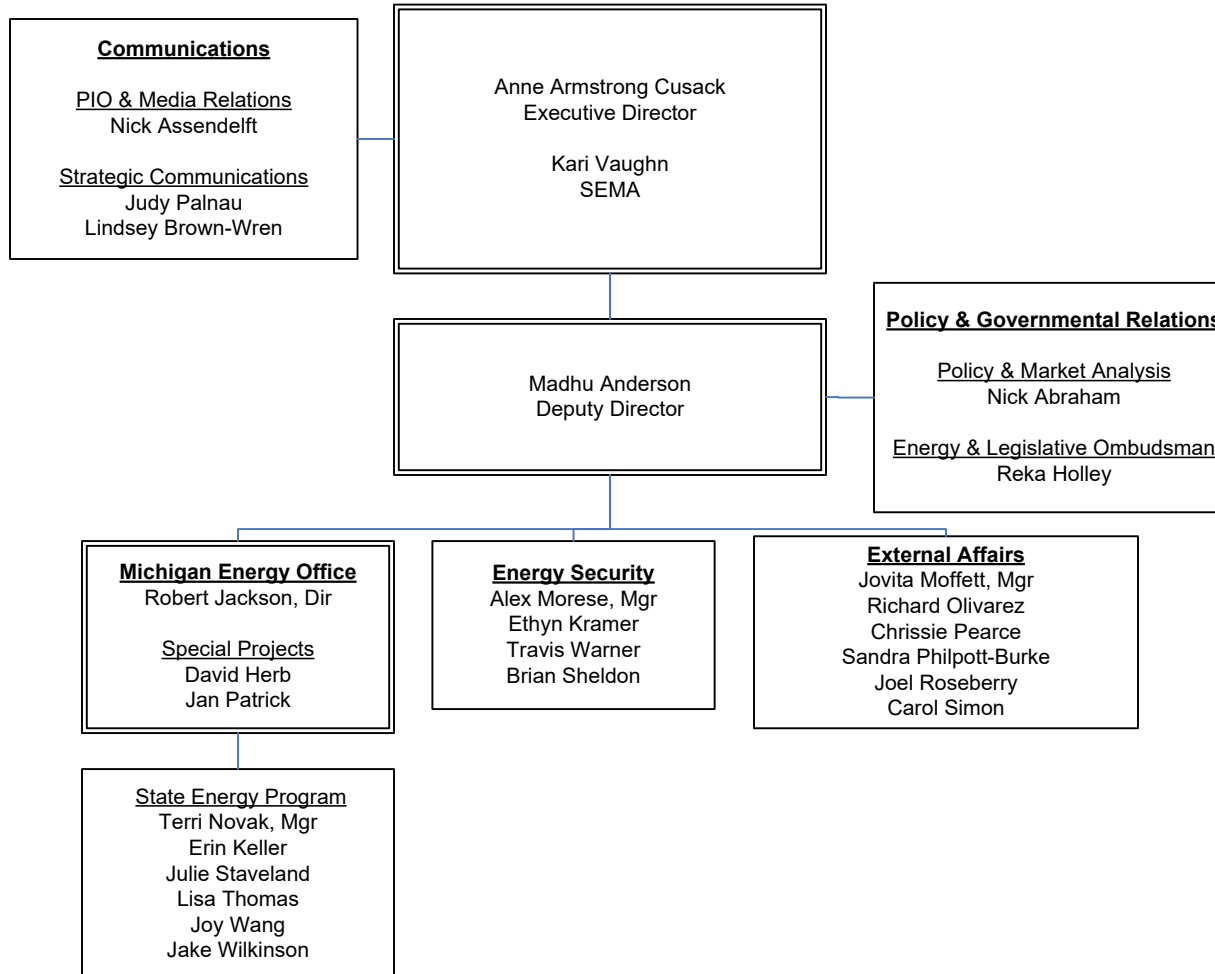 Communications
PIO & Media Relations
Nick Assendelft
Strategic Communications
Judy Palnau
Lindsey Brown-Wren
Anne Armstrong Cusack
Executive Director
Kari Vaughn
SEMA
Madhu Anderson
Deputy Director
Policy & Governmental Relations
Policy & Market Analysis
Nick Abraham
Energy & Legislative Ombudsman
Reka Holley
Michigan Energy Office
Robert Jackson, Dir
Special Projects
David Herb
Jan Patrick
Energy Security
Alex Morese, Mgr
Ethyn Kramer
Travis Warner
Brian Sheldon
External Affairs
Jovita Moffett, Mgr
Richard Olivarez
Chrissie Pearce
Sandra Philpott-Burke
Joel Roseberry
Carol Simon
State Energy Program
Terri Novak, Mgr
Erin Keller
Julie Staveland
Lisa Thomas
Joy Wang
Jake Wilkinson